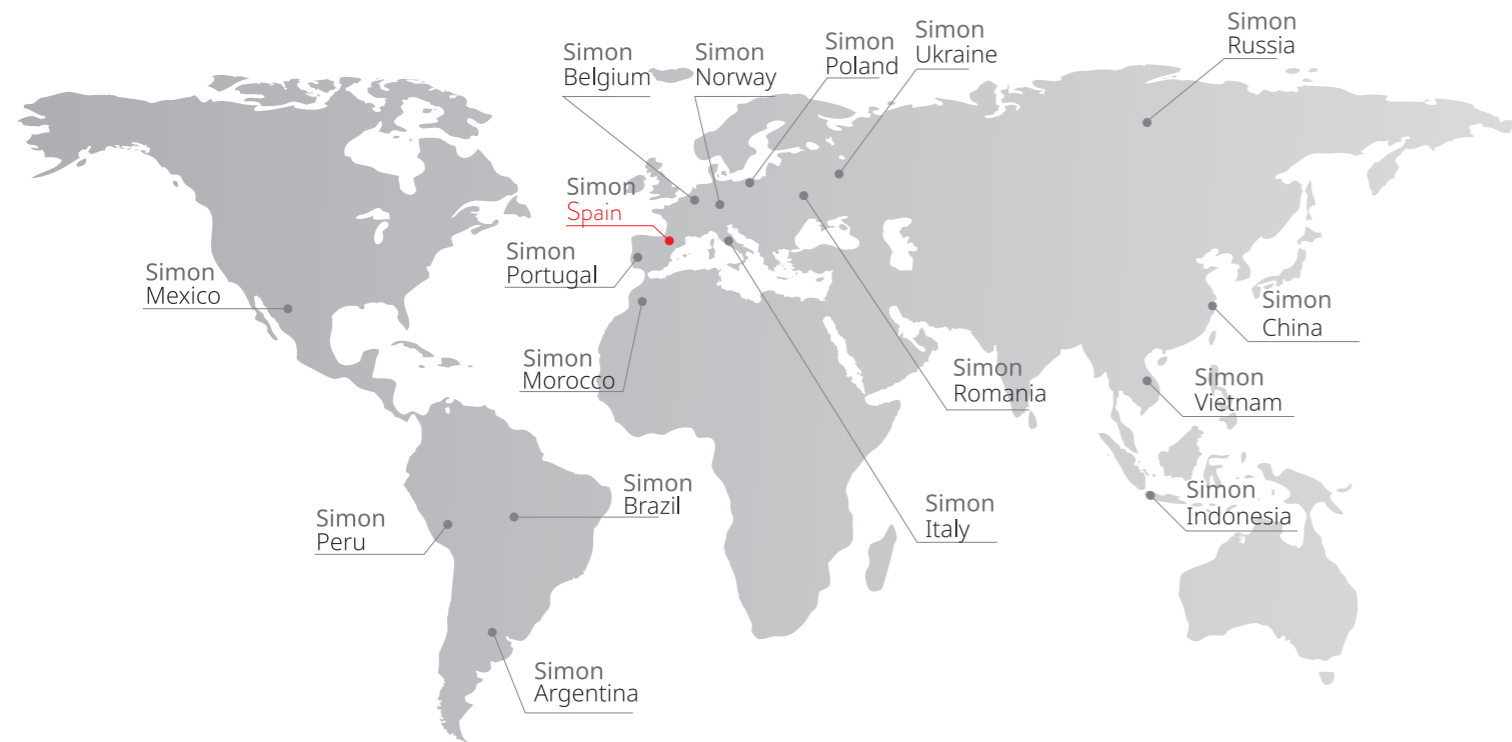 Simon
Russia
Simon
Ukraine
Simon
Poland
Simon
Belgium
Simon
Norway
Simon
Spain
Simon
Portugal
Simon
Mexico
Simon
China
Simon
Morocco
Simon
Romania
Simon
Vietnam
Simon
Brazil
Simon
Indonesia
Simon
Italy
Simon
Peru
Simon
Argentina